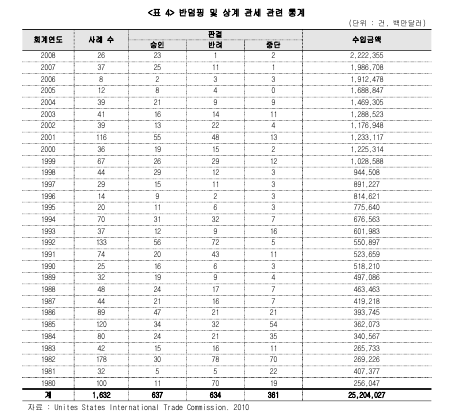 <표 4> 반덤핑 및 상계 관세 관련 통계
(단위 : 건, 백만달러)
회계연도 사례 수 판결 수입금액
승인 반려 중단
2008 26 23 1 2 2,222,355
2007 37 25 11 1 1,986,708
2006 8 2 3 3 1,912,478
2005 12 8 4 0 1,688,847
2004 39 21 9 9 1,469,305
2003 41 16 14 11 1,288,523
2002 39 13 22 4 1,176,948
2001 116 55 48 13 1,233,117
2000 36 19 15 2 1,225,314
1999 67 26 29 12 1,028,588
1998 44 29 12 3 944,508
1997 29 15 11 3 891,227
1996 14 9 2 3 814,621
1995 20 11 6 3 775,640
1994 70 31 32 7 676,563
1993 37 12 9 16 601,983
1992 133 56 72 5 550,897
1991 74 20 43 11 523,659
1990 25 16 6 3 518,210
1989 32 19 9 4 497,086
1988 48 24 17 7 463,463
1987 44 21 16 7 419,218
1986 89 47 21 21 393,745
1985 120 34 32 54 362,073
1984 80 24 21 35 340,567
1983 42 15 16 11 265,733
1982 178 30 78 70 269,226
1981 32 5 5 22 407,377
1980 100 11 70 19 256,047
계 1,632 637 634 361 25,204,027
자료 : Unites States International Trade Commission, 2010